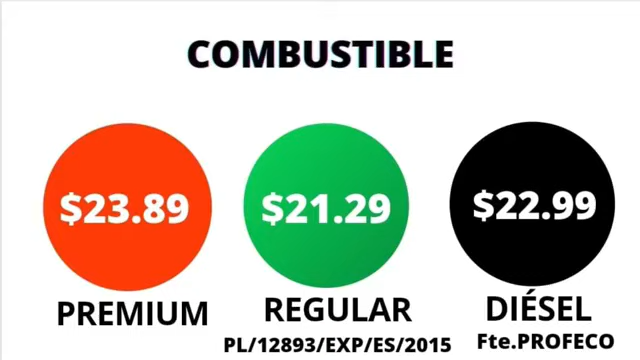 COMBUSTIBLE
$23.89
$21.29
$22.99
PREMIUM
REGULAR
DIÉSEL
PL/12893/EXP/ES/2015
Fte.PROFECO